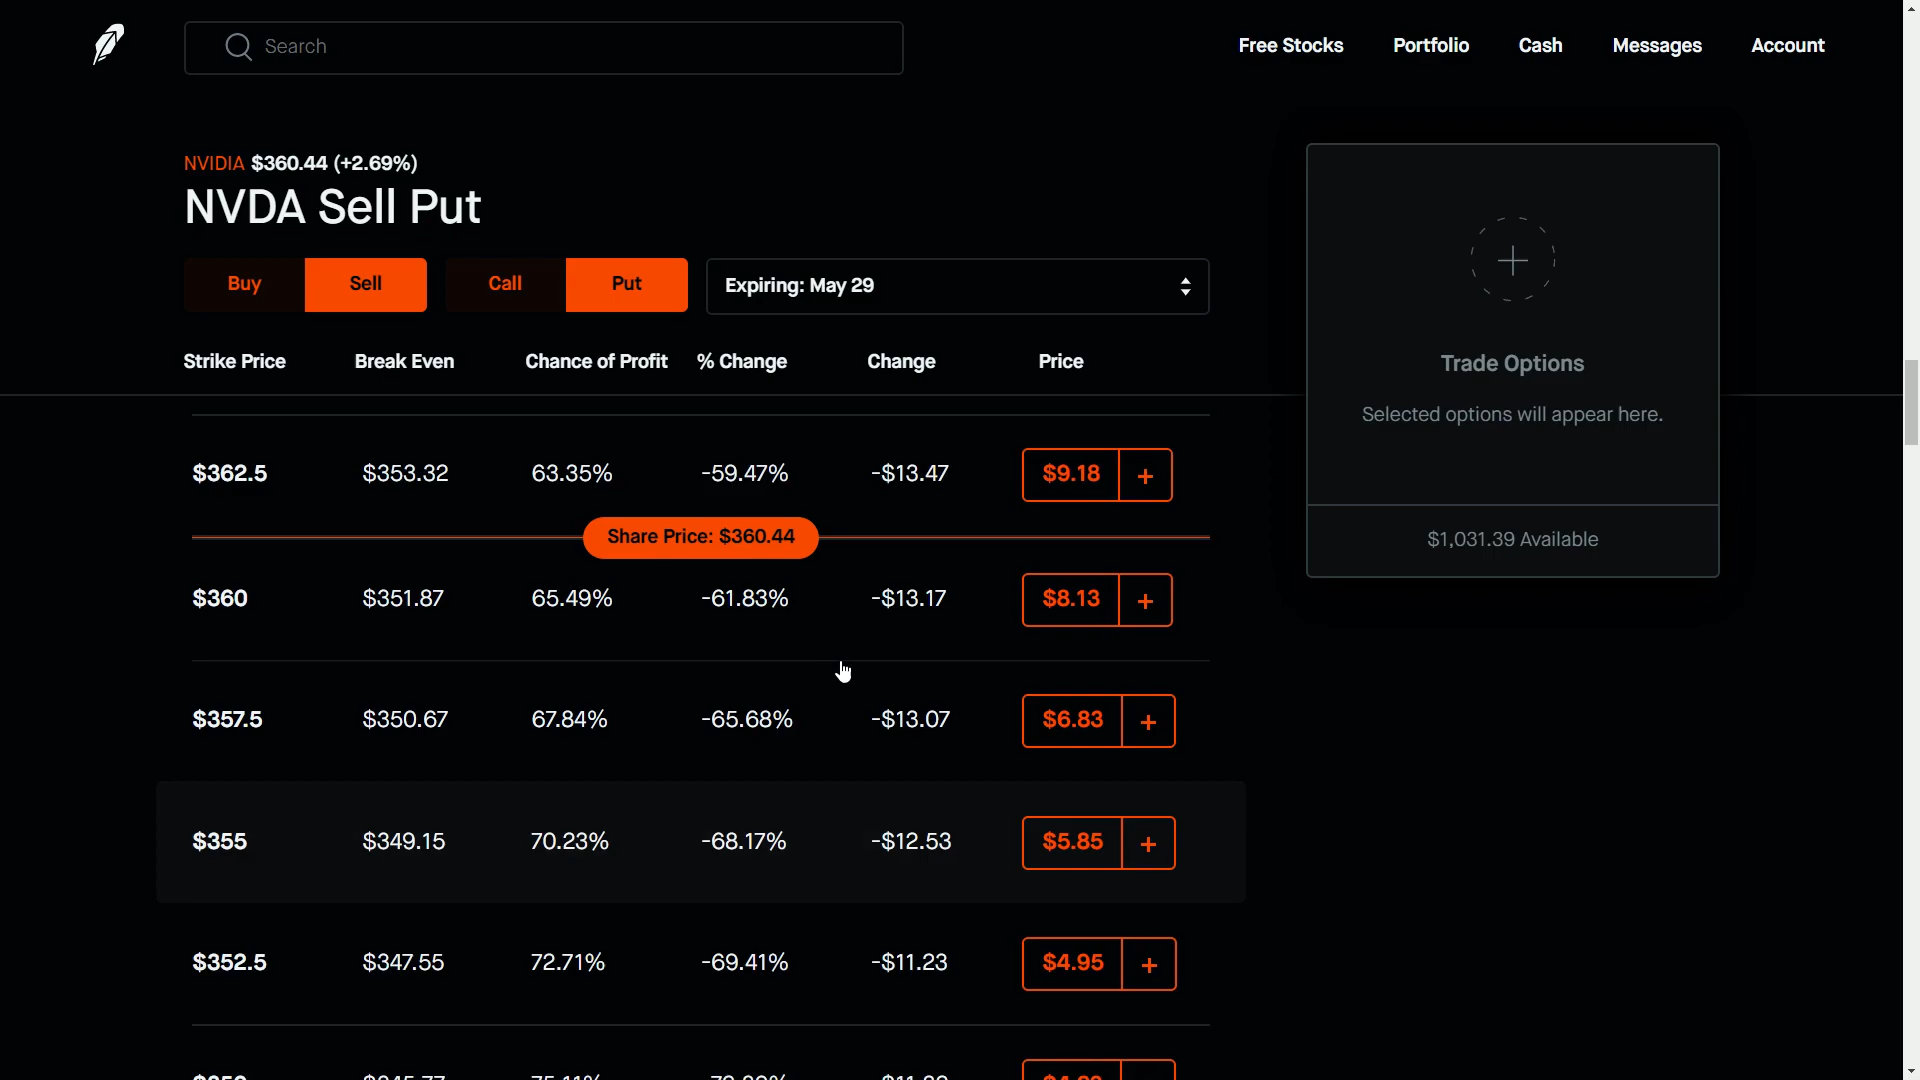 Search
Free Stocks Portfolio Cash Messages Account
NVIDIA $360.44 (+2.69%)
NVDA Sell Put
Buy Sell Call Put Expiring: May 29
Strike Price Break Even Chance of Profit % Change Change Price
$362.5 $353.32 63.35% -59.47% -$13.47 $9.18 +
Share Price: $360.44
$360 $351.87 65.49% -61.83% -$13.17 $8.13 +
$357.5 $350.67 67.84% -65.68% -$13.07 $6.83 +
$355 $349.15 70.23% -68.17% -$12.53 $5.85 +
$352.5 $347.55 72.71% -69.41% -$11.23 $4.95 +
Trade Options
Selected options will appear here.
$1,031.39 Available